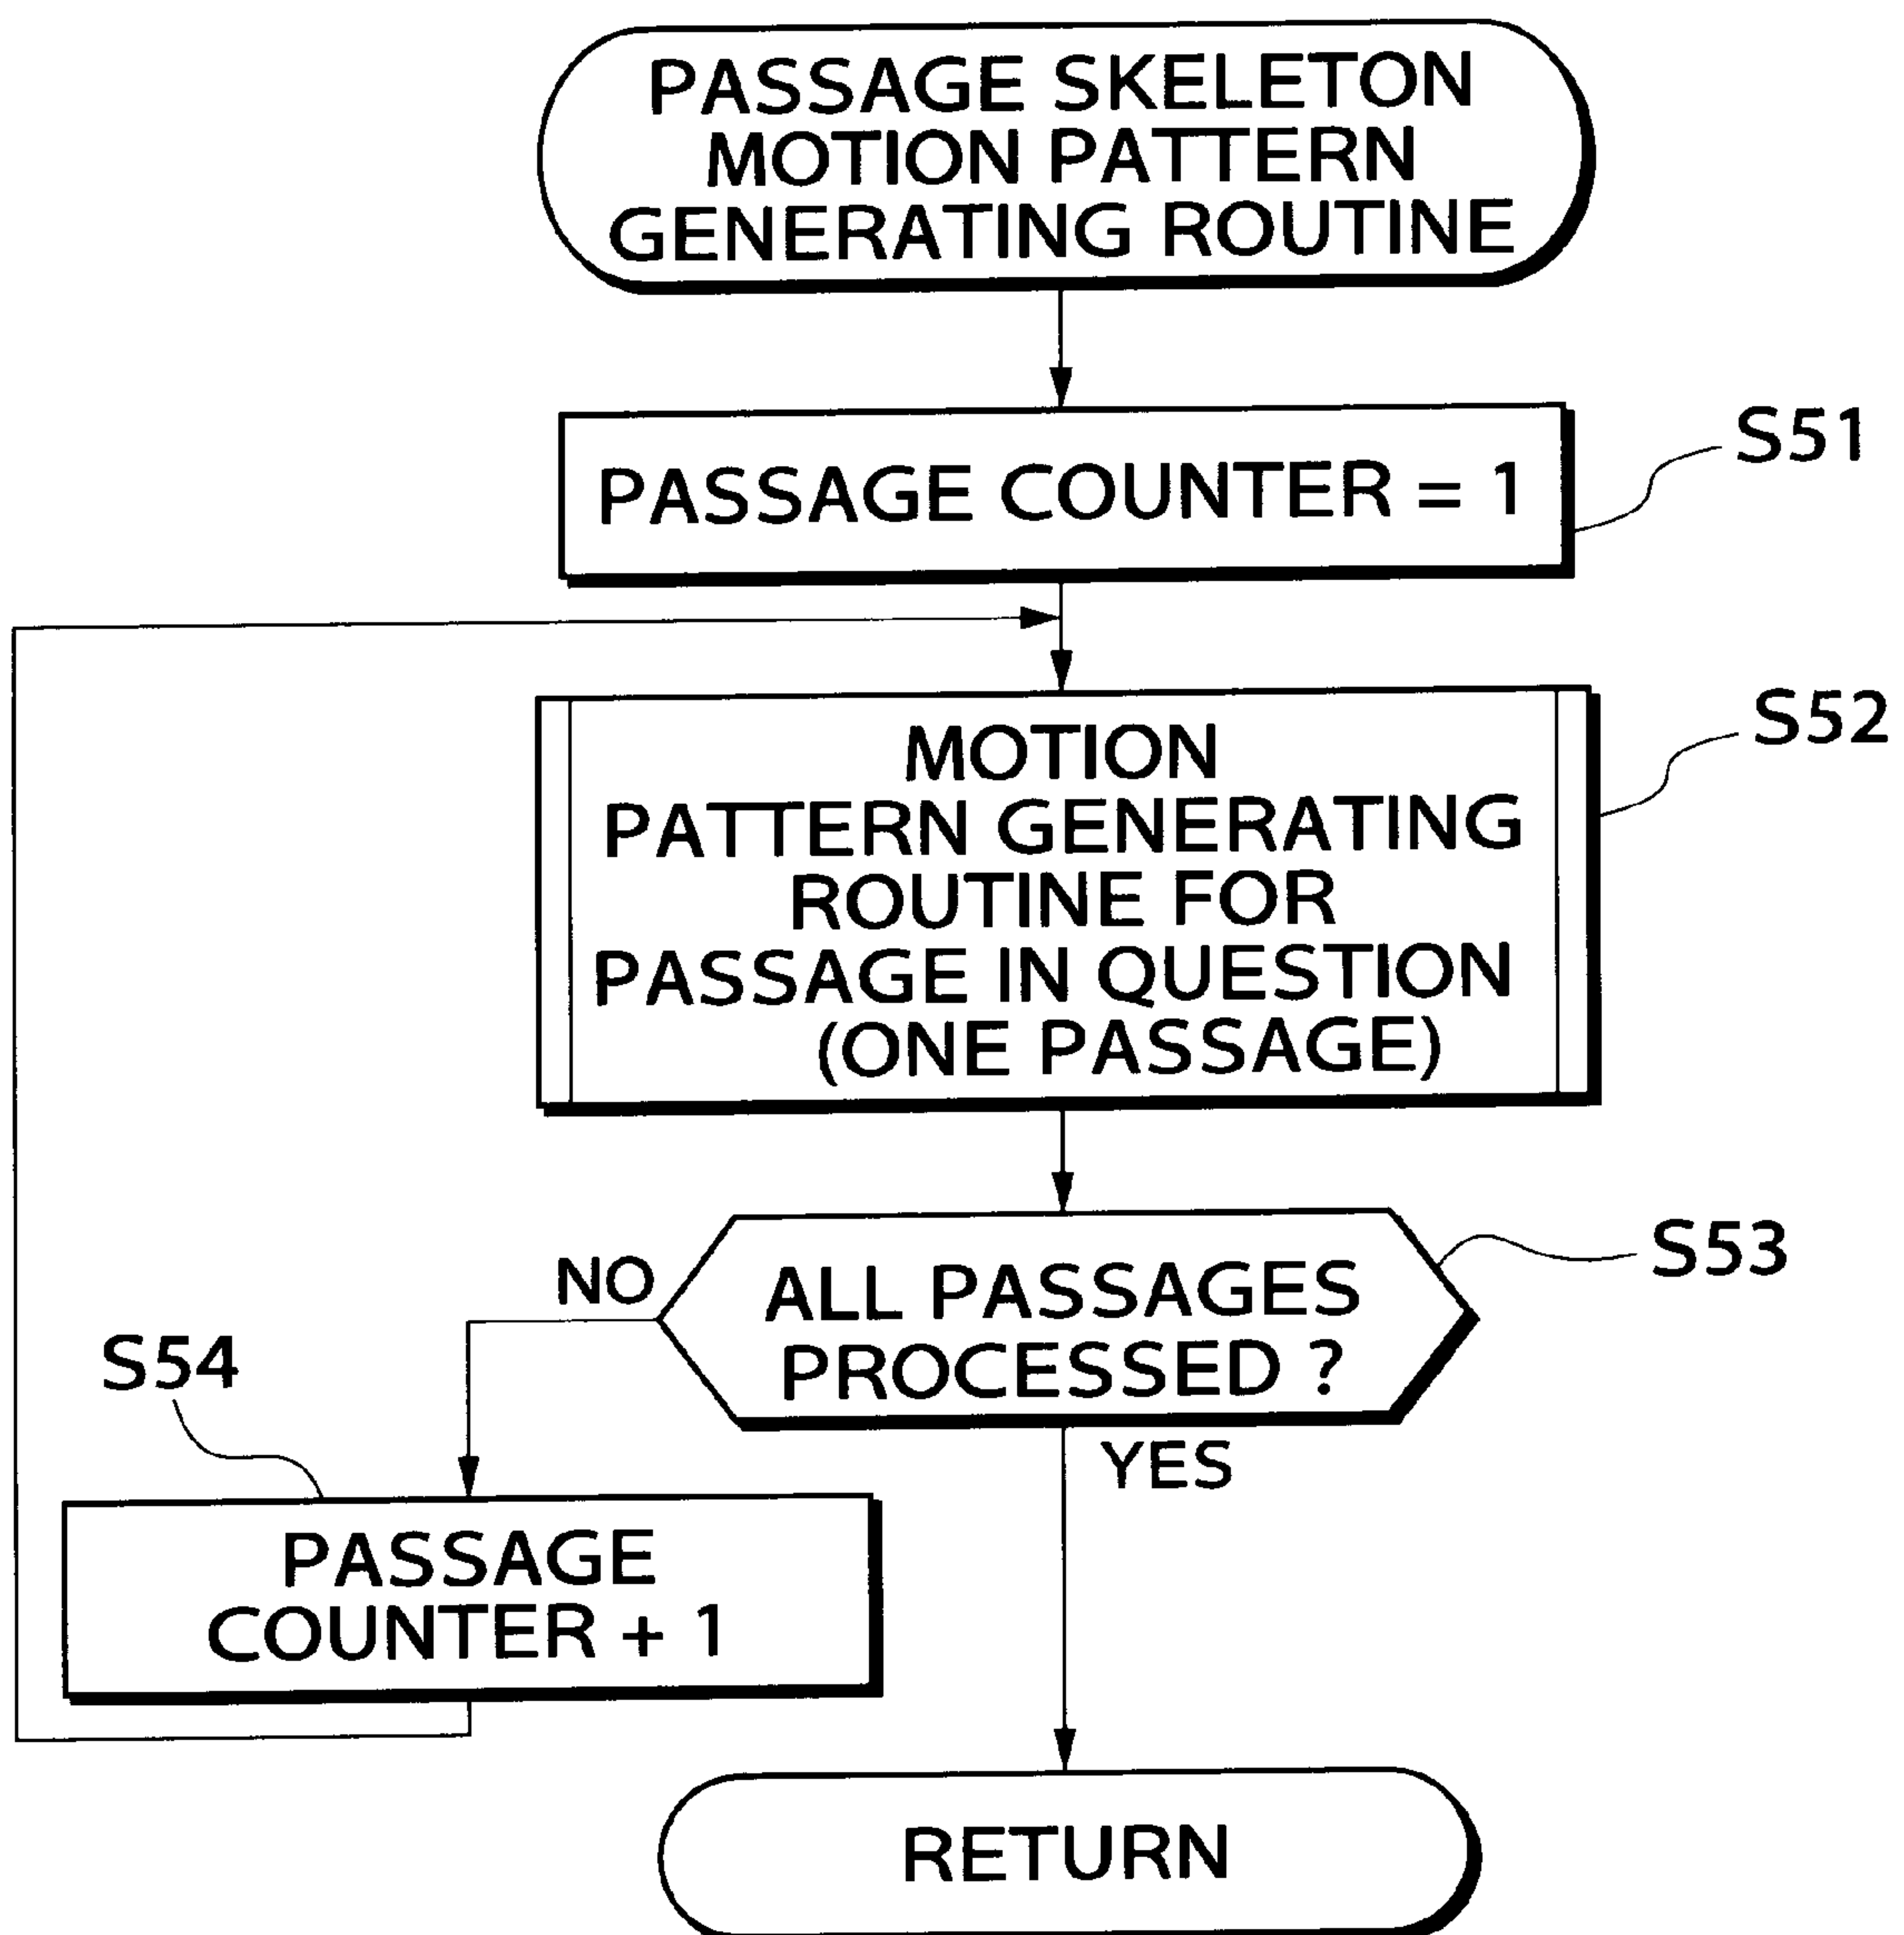 PASSAGE SKELETON
MOTION PATTERN
GENERATING ROUTINE
PASSAGE COUNTER = 1
S51
MOTION
PATTERN GENERATING
ROUTINE FOR
PASSAGE IN QUESTION
(ONE PASSAGE)
S52
ALL PASSAGES
PROCESSED ?
S53
NO
YES
S54
PASSAGE
COUNTER + 1
RETURN